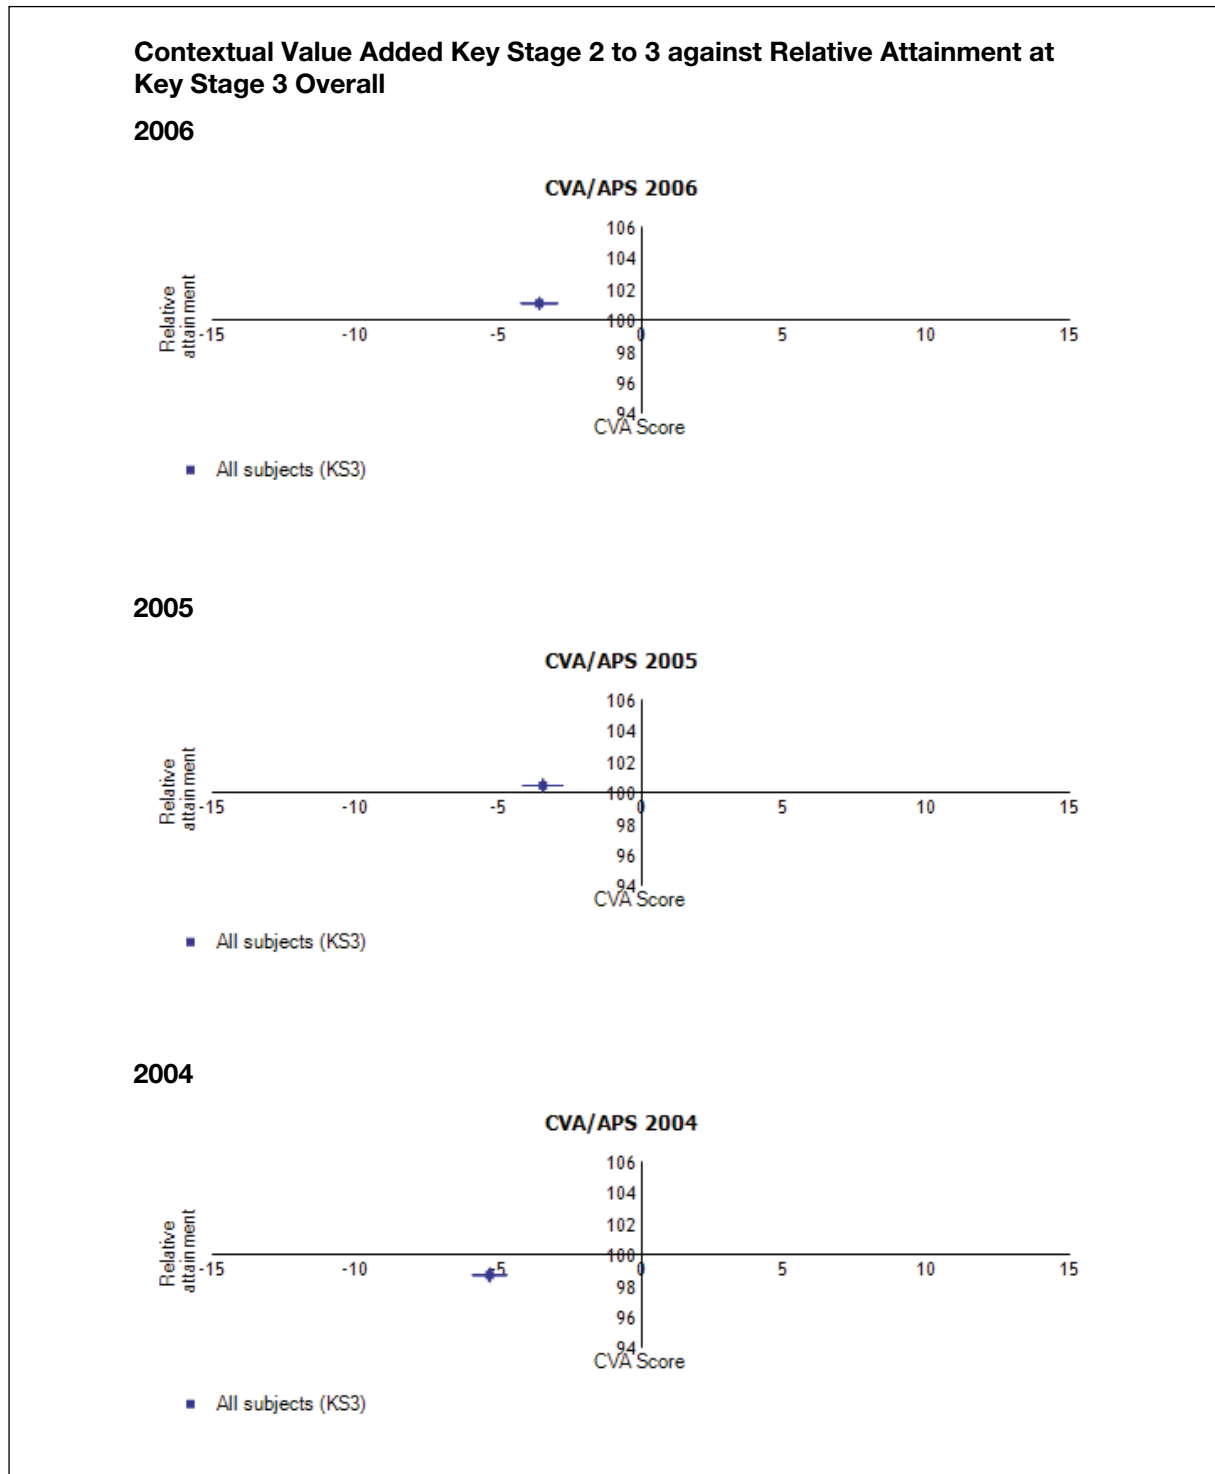 Contextual Value Added Key Stage 2 to 3 against Relative Attainment at
Key Stage 3 Overall
2006
CVA/APS 2006
106
104
102
100
98
96
94
Relative
attainment
-15 -10 -5 0 5 10 15
CVA Score
All subjects (KS3)
2005
CVA/APS 2005
106
104
102
100
98
96
94
Relative
attainment
-15 -10 -5 0 5 10 15
CVA Score
All subjects (KS3)
2004
CVA/APS 2004
106
104
102
100
98
96
94
Relative
attainment
-15 -10 -5 0 5 10 15
CVA Score
All subjects (KS3)